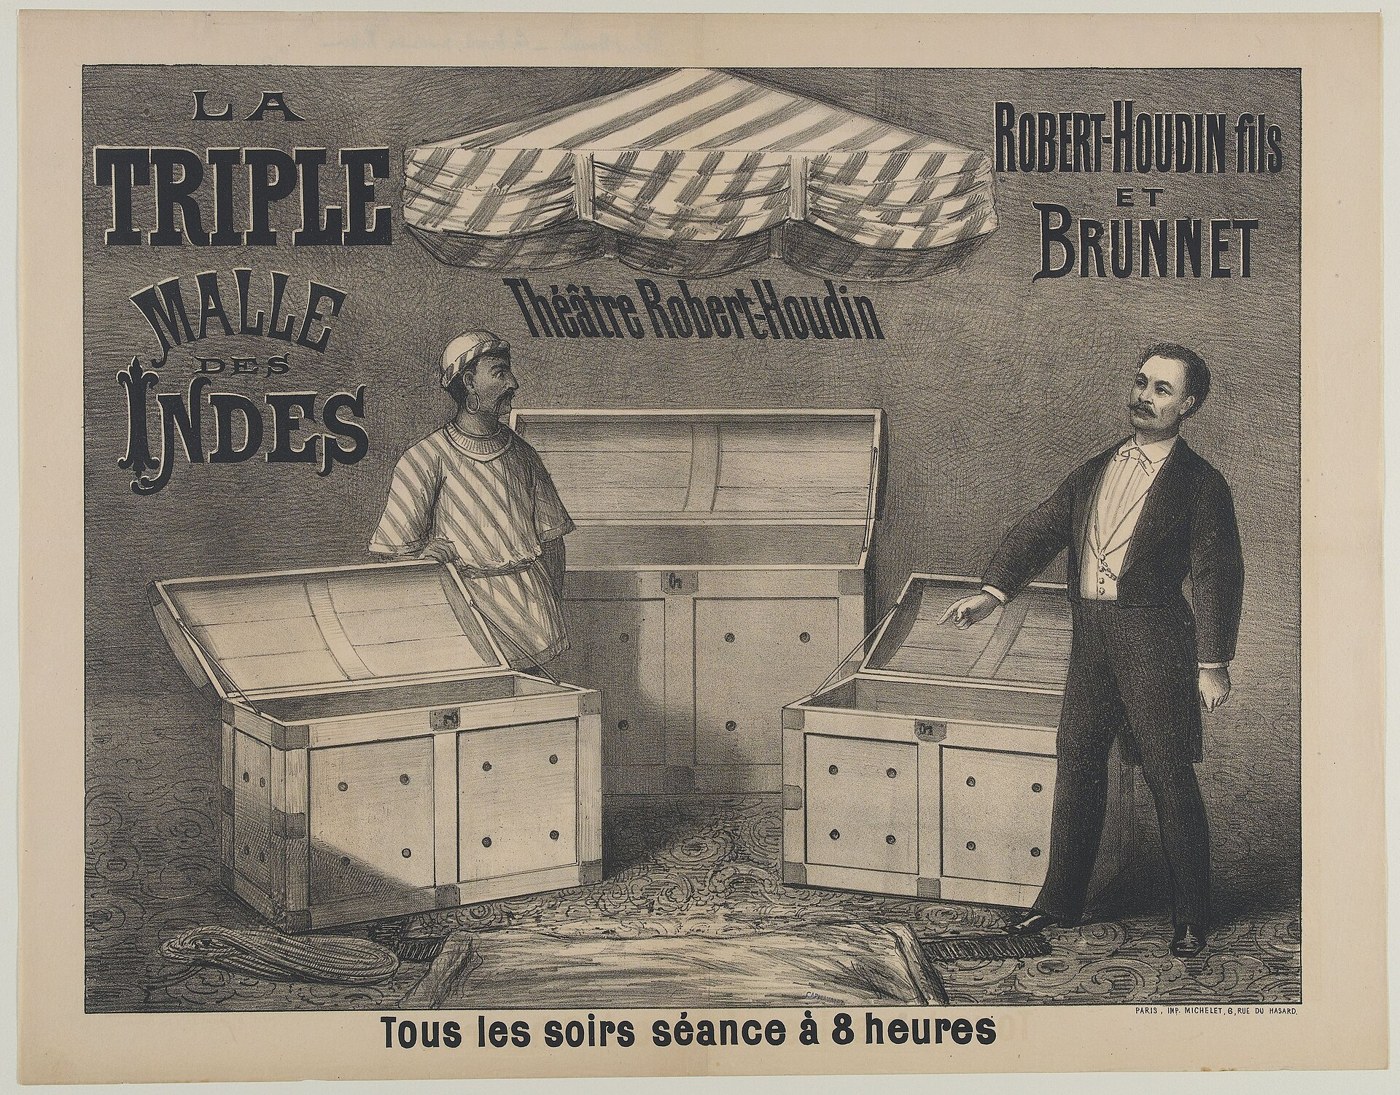 LA
TRIPLE
MALLE
DES
INDES
Théâtre Robert-Houdin
ROBERT-HOUDIN fils
ET
BRUNNET
PARIS, IMP. MICHELET, 6, RUE DU HASARD.
Tous les soirs séance à 8 heures